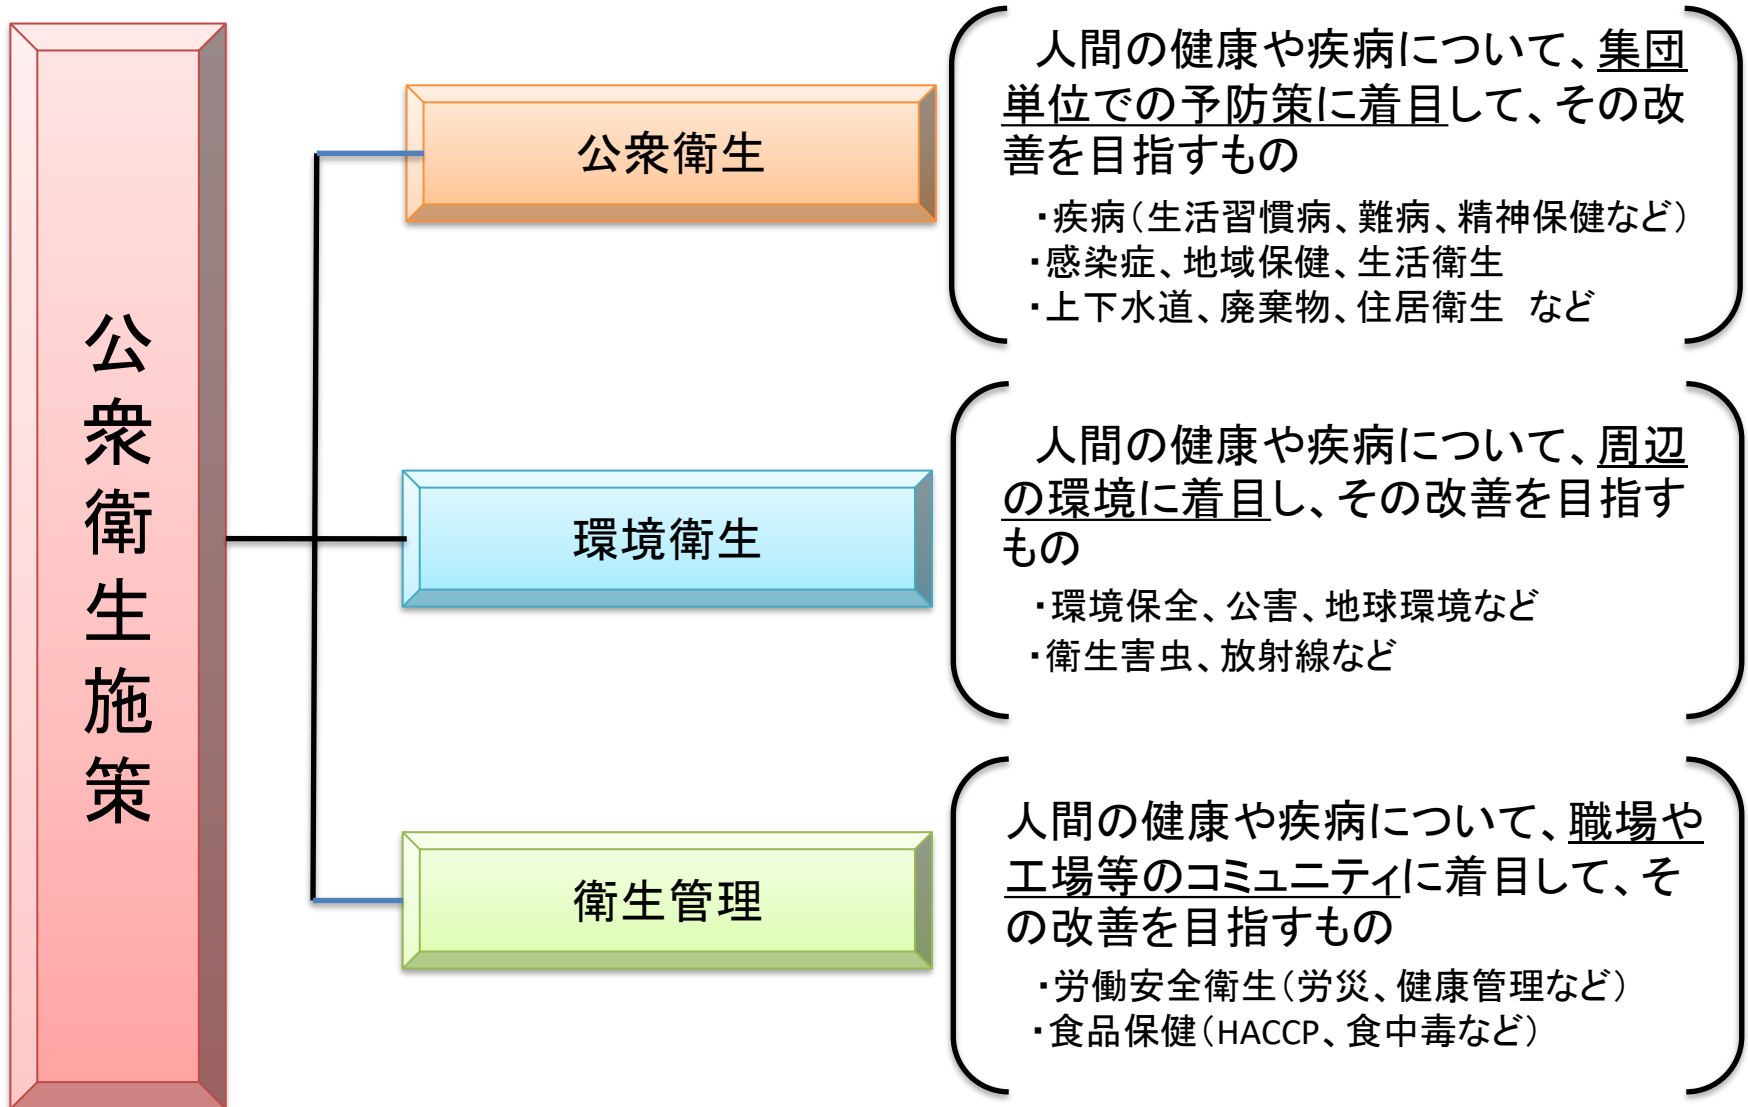 公衆衛生施策
公衆衛生
人間の健康や疾病について、集団
単位での予防策に着目して、その改
善を目指すもの
・疾病(生活習慣病、難病、精神保健など)
・感染症、地域保健、生活衛生
・上下水道、廃棄物、住居衛生　など
環境衛生
人間の健康や疾病について、周辺
の環境に着目し、その改善を目指す
もの
・環境保全、公害、地球環境など
・衛生害虫、放射線など
衛生管理
人間の健康や疾病について、職場や
工場等のコミュニティに着目して、そ
の改善を目指すもの
・労働安全衛生(労災、健康管理など)
・食品保健(HACCP、食中毒など)